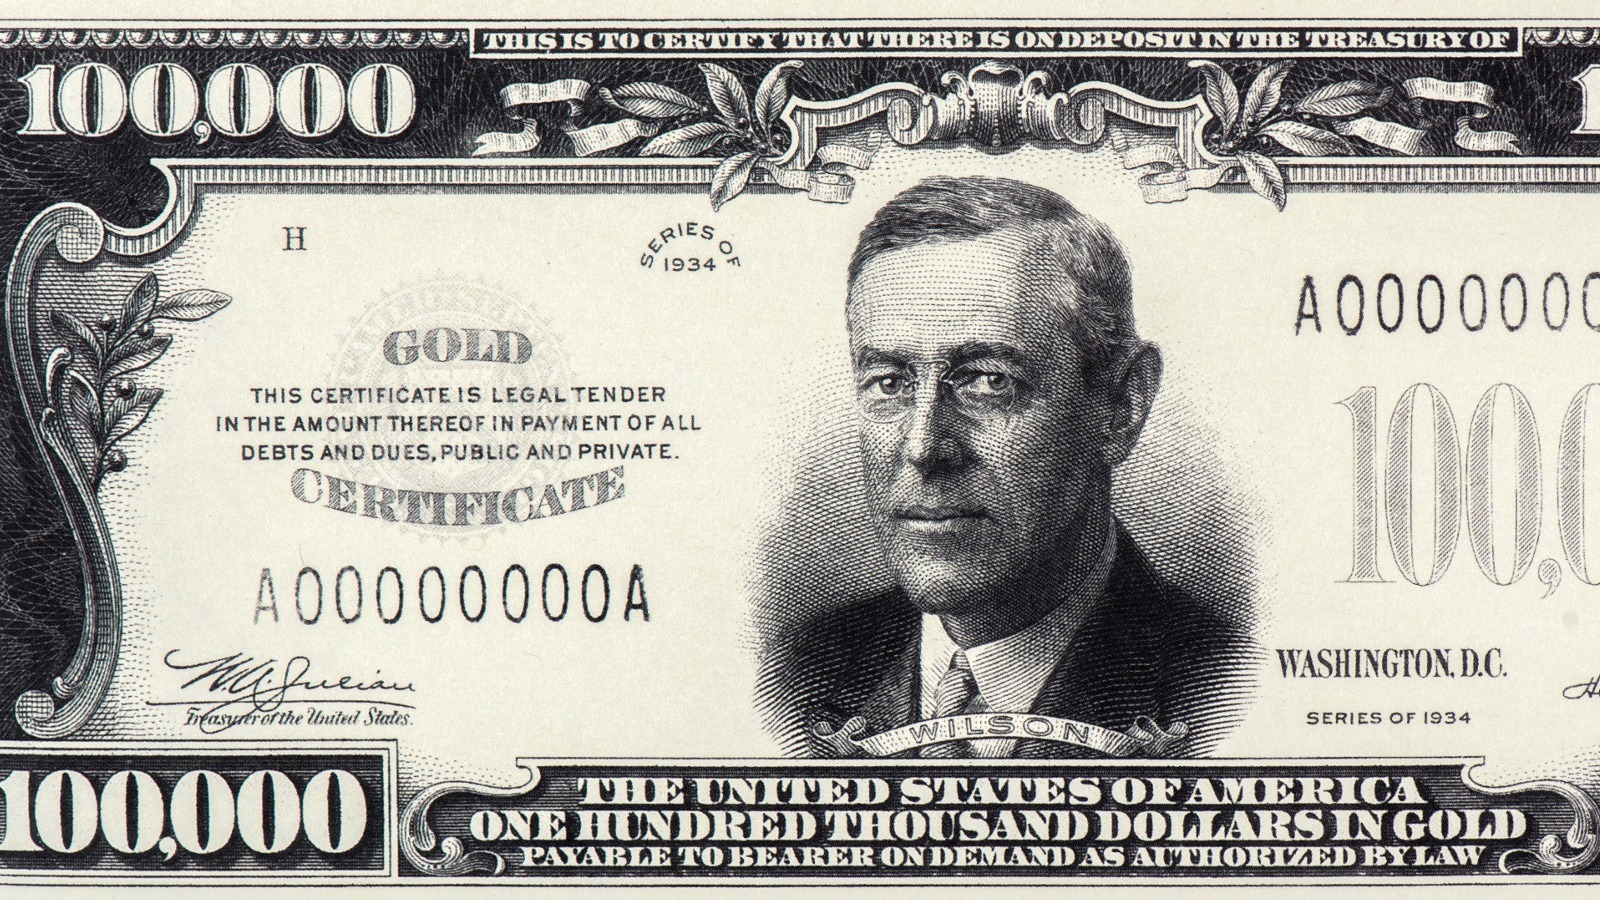 THIS IS TO CERTIFY THAT THERE IS ON DEPOSIT IN THE TREASURY OF
100,000
H
SERIES OF
1934
A0000000
GOLD
THIS CERTIFICATE IS LEGAL TENDER
IN THE AMOUNT THEREOF IN PAYMENT OF ALL
DEBTS AND DUES, PUBLIC AND PRIVATE.
CERTIFICATE
100,0
A00000000A
W. A. Julian
Treasurer of the United States.
WASHINGTON, D.C.
SERIES OF 1934
WILSON
100,000
THE UNITED STATES OF AMERICA
ONE HUNDRED THOUSAND DOLLARS IN GOLD
PAYABLE TO BEARER ON DEMAND AS AUTHORIZED BY LAW